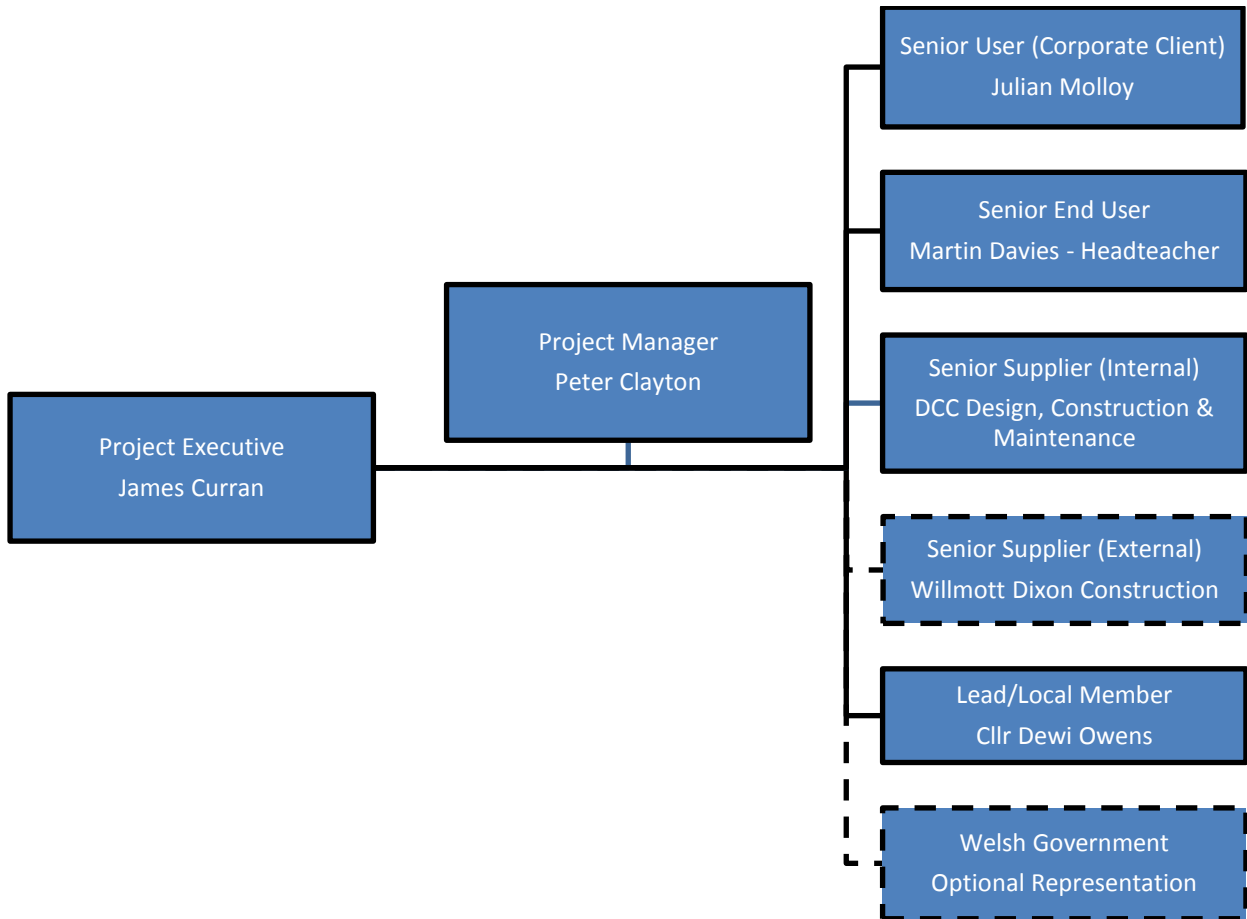 Senior User (Corporate Client)
Julian Molloy
Senior End User
Martin Davies - Headteacher
Project Manager
Peter Clayton
Senior Supplier (Internal)
DCC Design, Construction &
Maintenance
Project Executive
James Curran
Senior Supplier (External)
Willmott Dixon Construction
Lead/Local Member
Cllr Dewi Owens
Welsh Government
Optional Representation